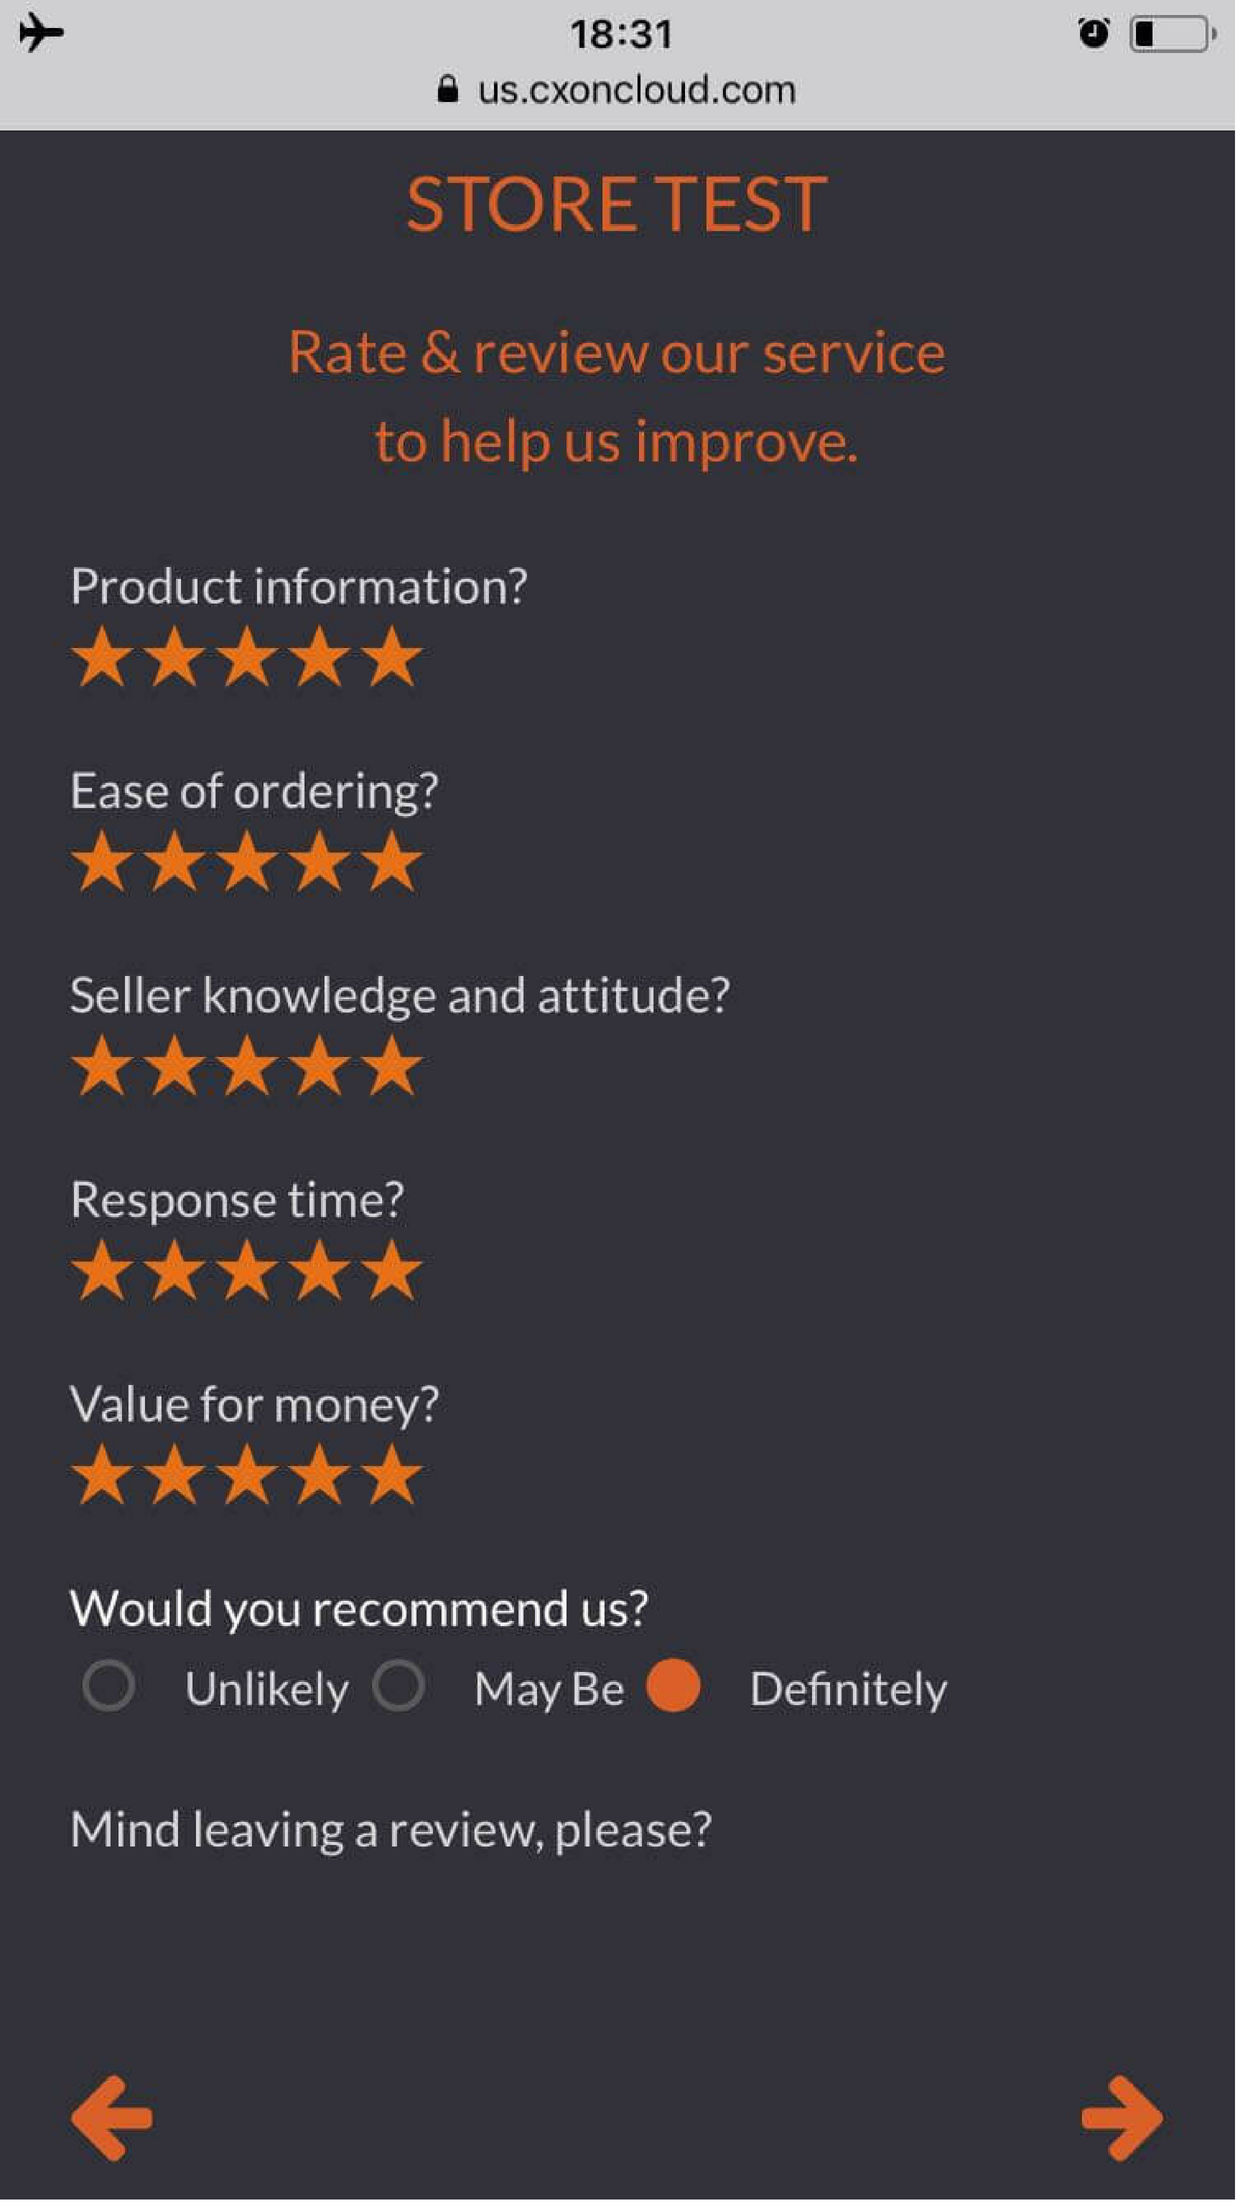 18:31
us.cxoncloud.com
STORE TEST
Rate & review our service
to help us improve.
Product information?
Ease of ordering?
Seller knowledge and attitude?
Response time?
Value for money?
Would you recommend us?
Unlikely May Be Definitely
Mind leaving a review, please?